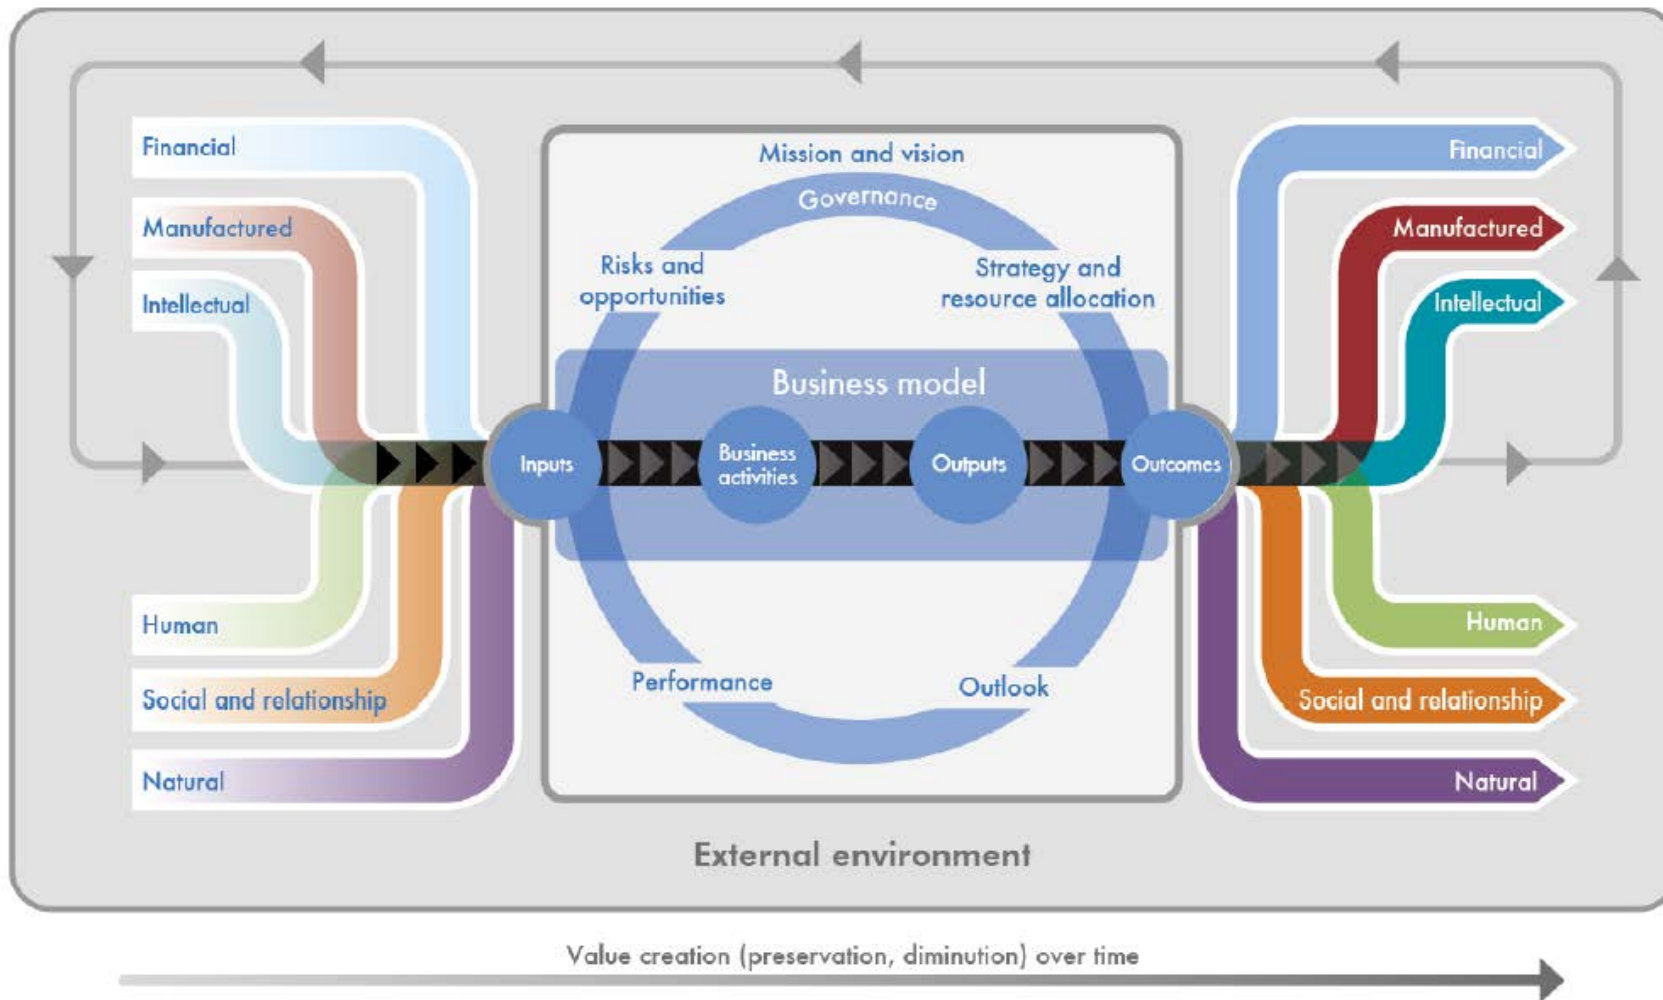 Financial
Manufactured
Intellectual
Human
Social and relationship
Natural
Mission and vision
Governance
Risks and
opportunities
Strategy and
resource allocation
Business model
Inputs
Business
activities
Outputs
Outcomes
Performance
Outlook
Financial
Manufactured
Intellectual
Human
Social and relationship
Natural
External environment
Value creation (preservation, diminution) over time